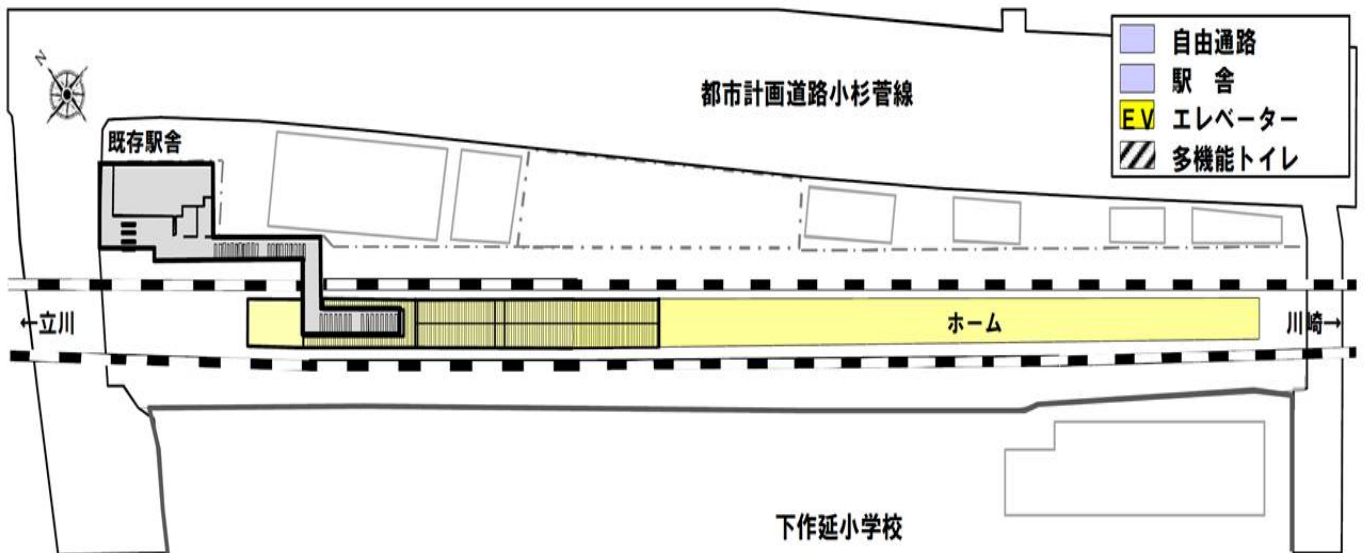 自由通路
駅　舎
EV エレベーター
多機能トイレ
都市計画道路小杉菅線
N
既存駅舎
←立川
ホーム
川崎→
下作延小学校